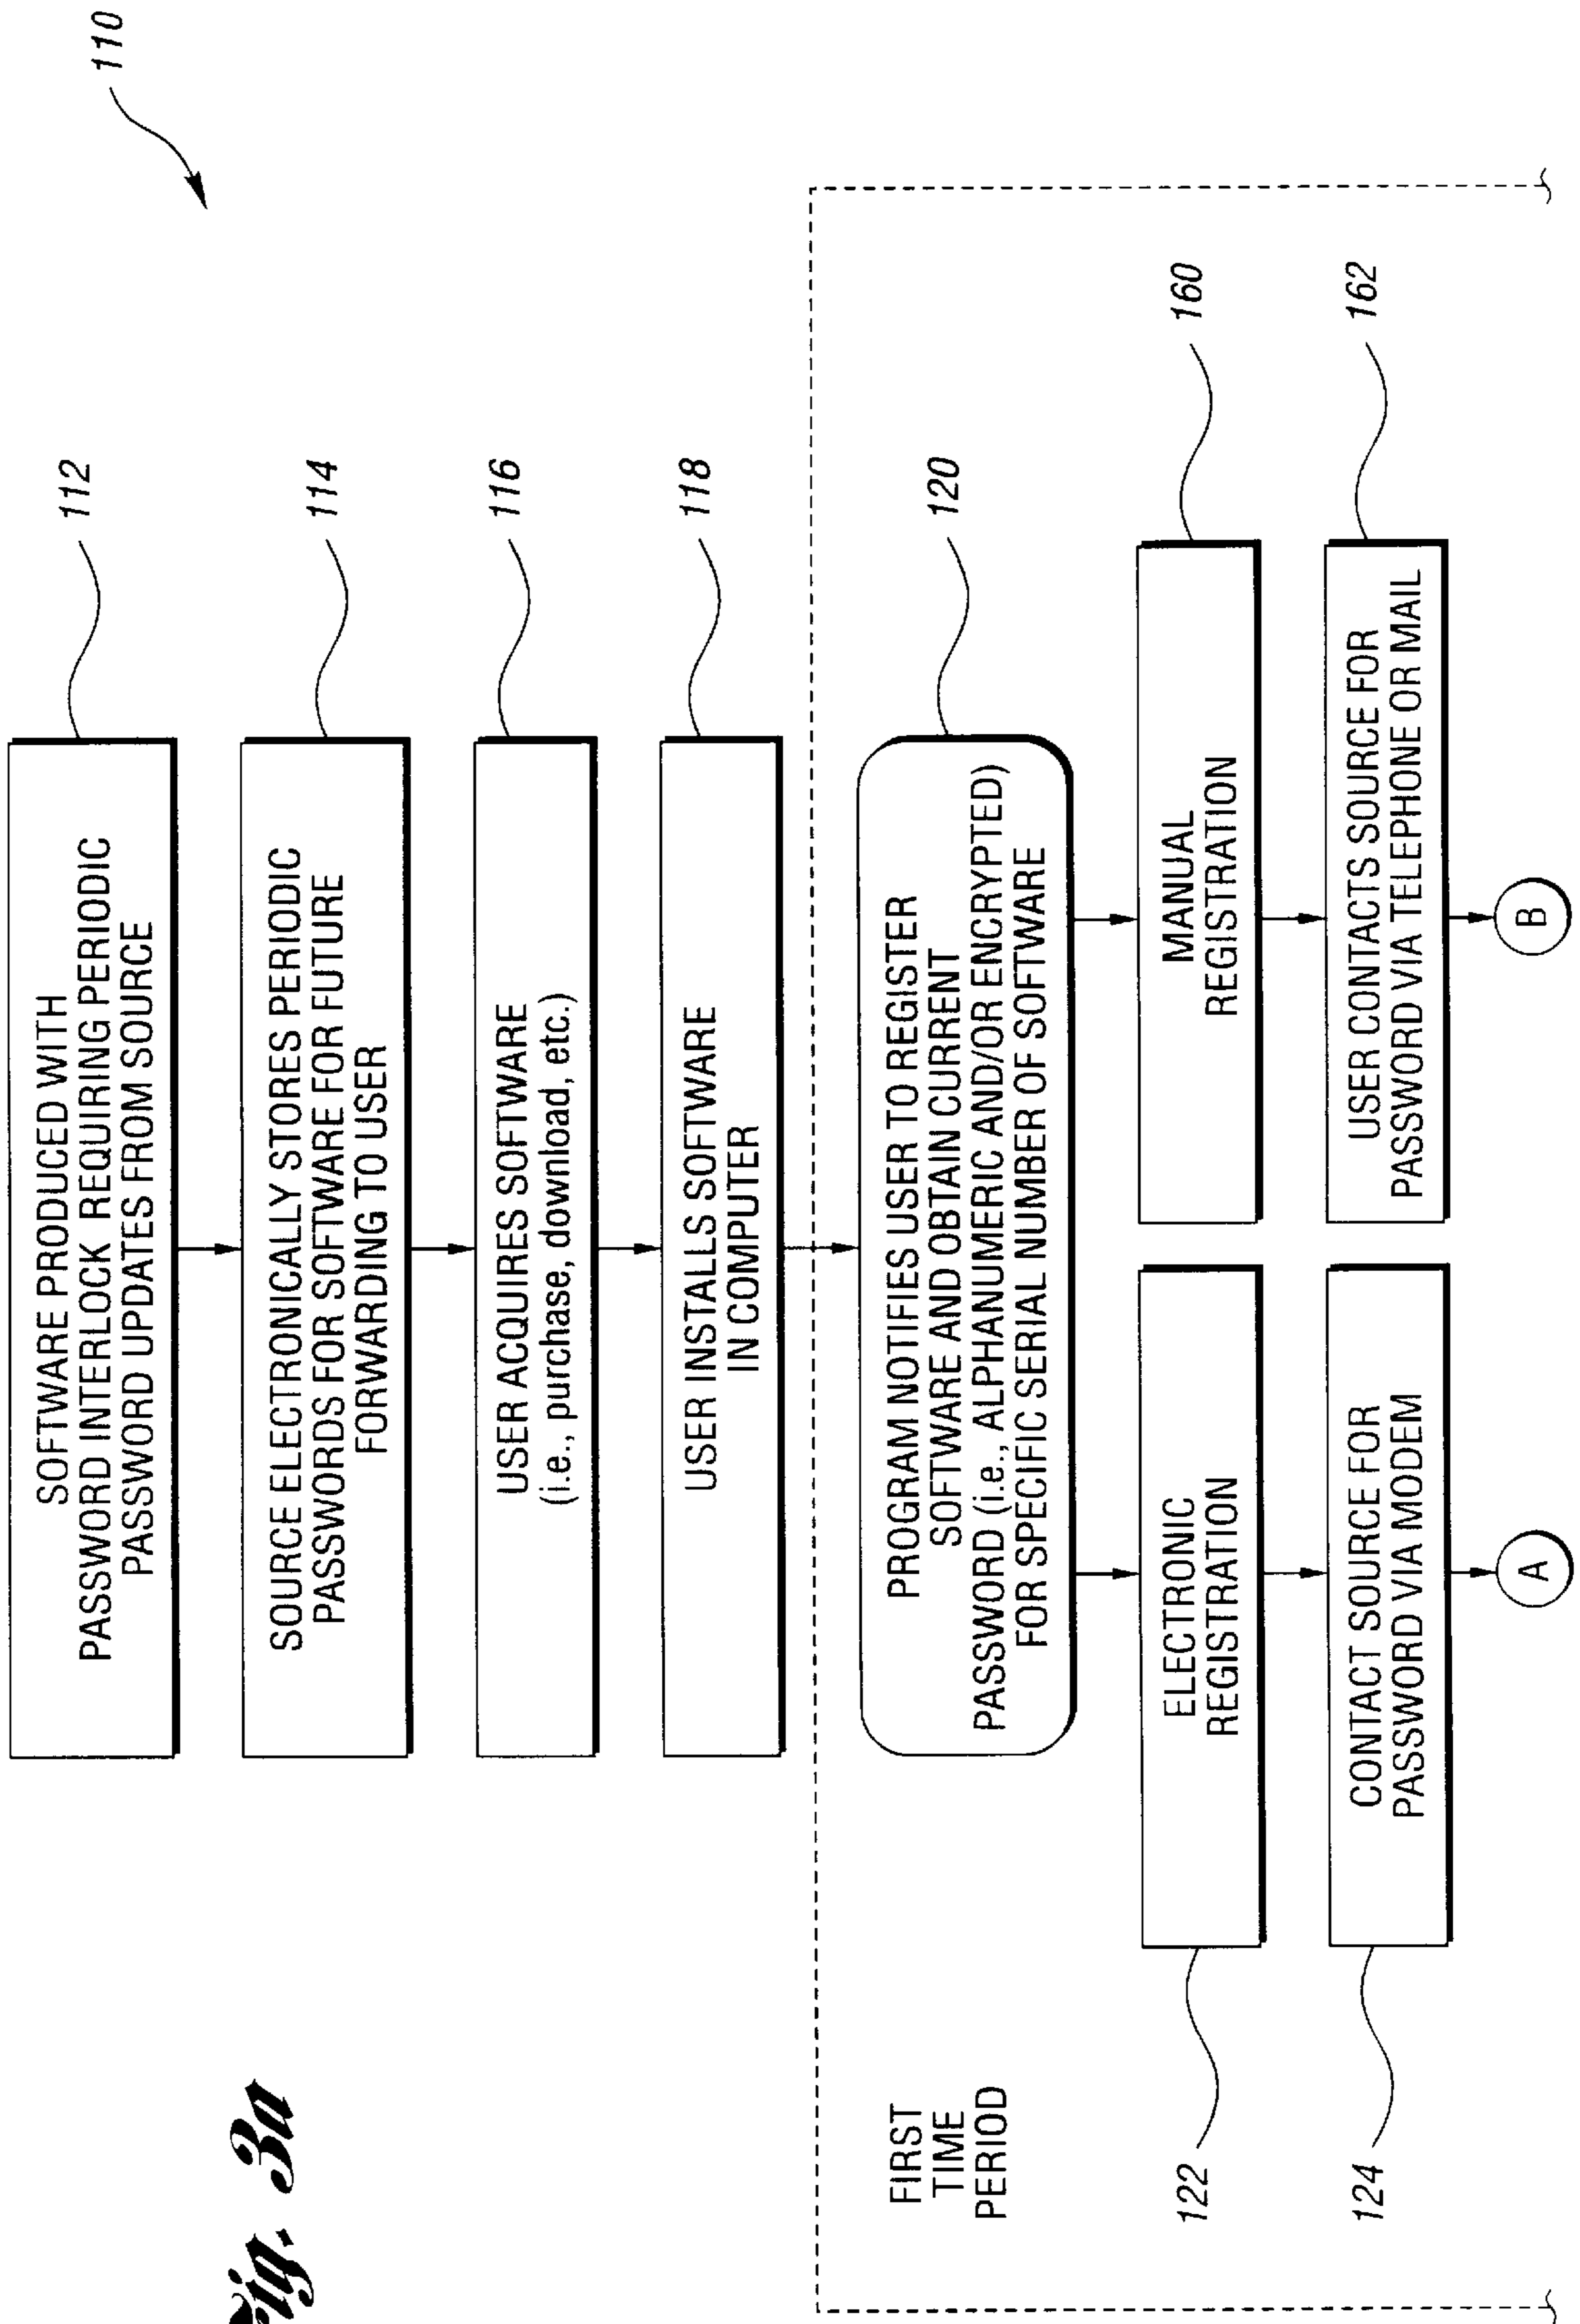 110
SOFTWARE PRODUCED WITH
PASSWORD INTERLOCK REQUIRING PERIODIC
PASSWORD UPDATES FROM SOURCE
112
SOURCE ELECTRONICALLY STORES PERIODIC
PASSWORDS FOR SOFTWARE FOR FUTURE
FORWARDING TO USER
114
USER ACQUIRES SOFTWARE
(i.e., purchase, download, etc.)
116
USER INSTALLS SOFTWARE
IN COMPUTER
118
FIRST
TIME
PERIOD
PROGRAM NOTIFIES USER TO REGISTER
SOFTWARE AND OBTAIN CURRENT
PASSWORD (i.e., ALPHANUMERIC AND/OR ENCRYPTED)
FOR SPECIFIC SERIAL NUMBER OF SOFTWARE
120
122
ELECTRONIC
REGISTRATION
MANUAL
REGISTRATION
160
124
CONTACT SOURCE FOR
PASSWORD VIA MODEM
USER CONTACTS SOURCE FOR
PASSWORD VIA TELEPHONE OR MAIL
162
A
B
Fig. 3a